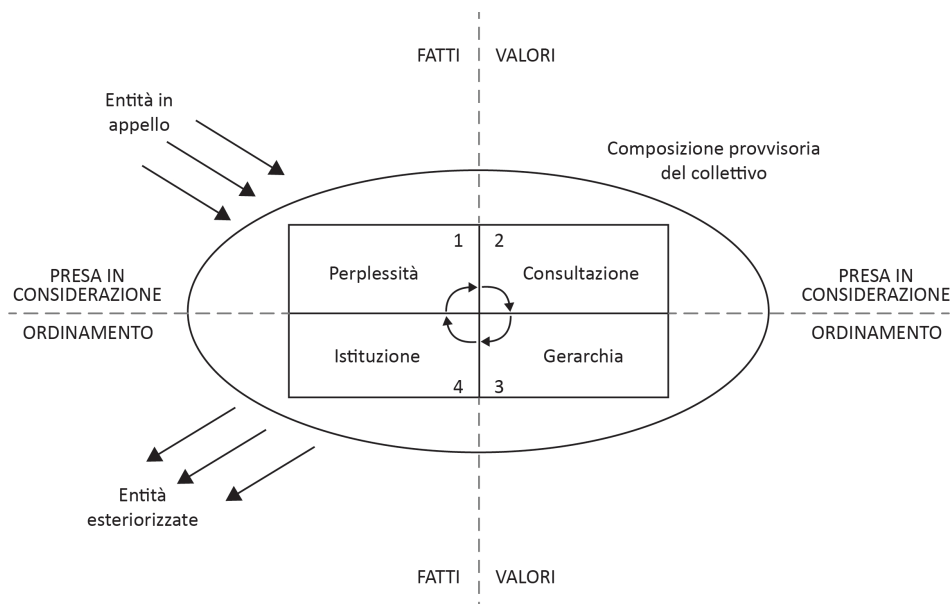 FATTI VALORI
Entità in
appello
Composizione provvisoria
del collettivo
1 2
Perplessità Consultazione
PRESA IN
CONSIDERAZIONE
ORDINAMENTO
PRESA IN
CONSIDERAZIONE
ORDINAMENTO
Istituzione Gerarchia
4 3
Entità
esteriorizzate
FATTI VALORI